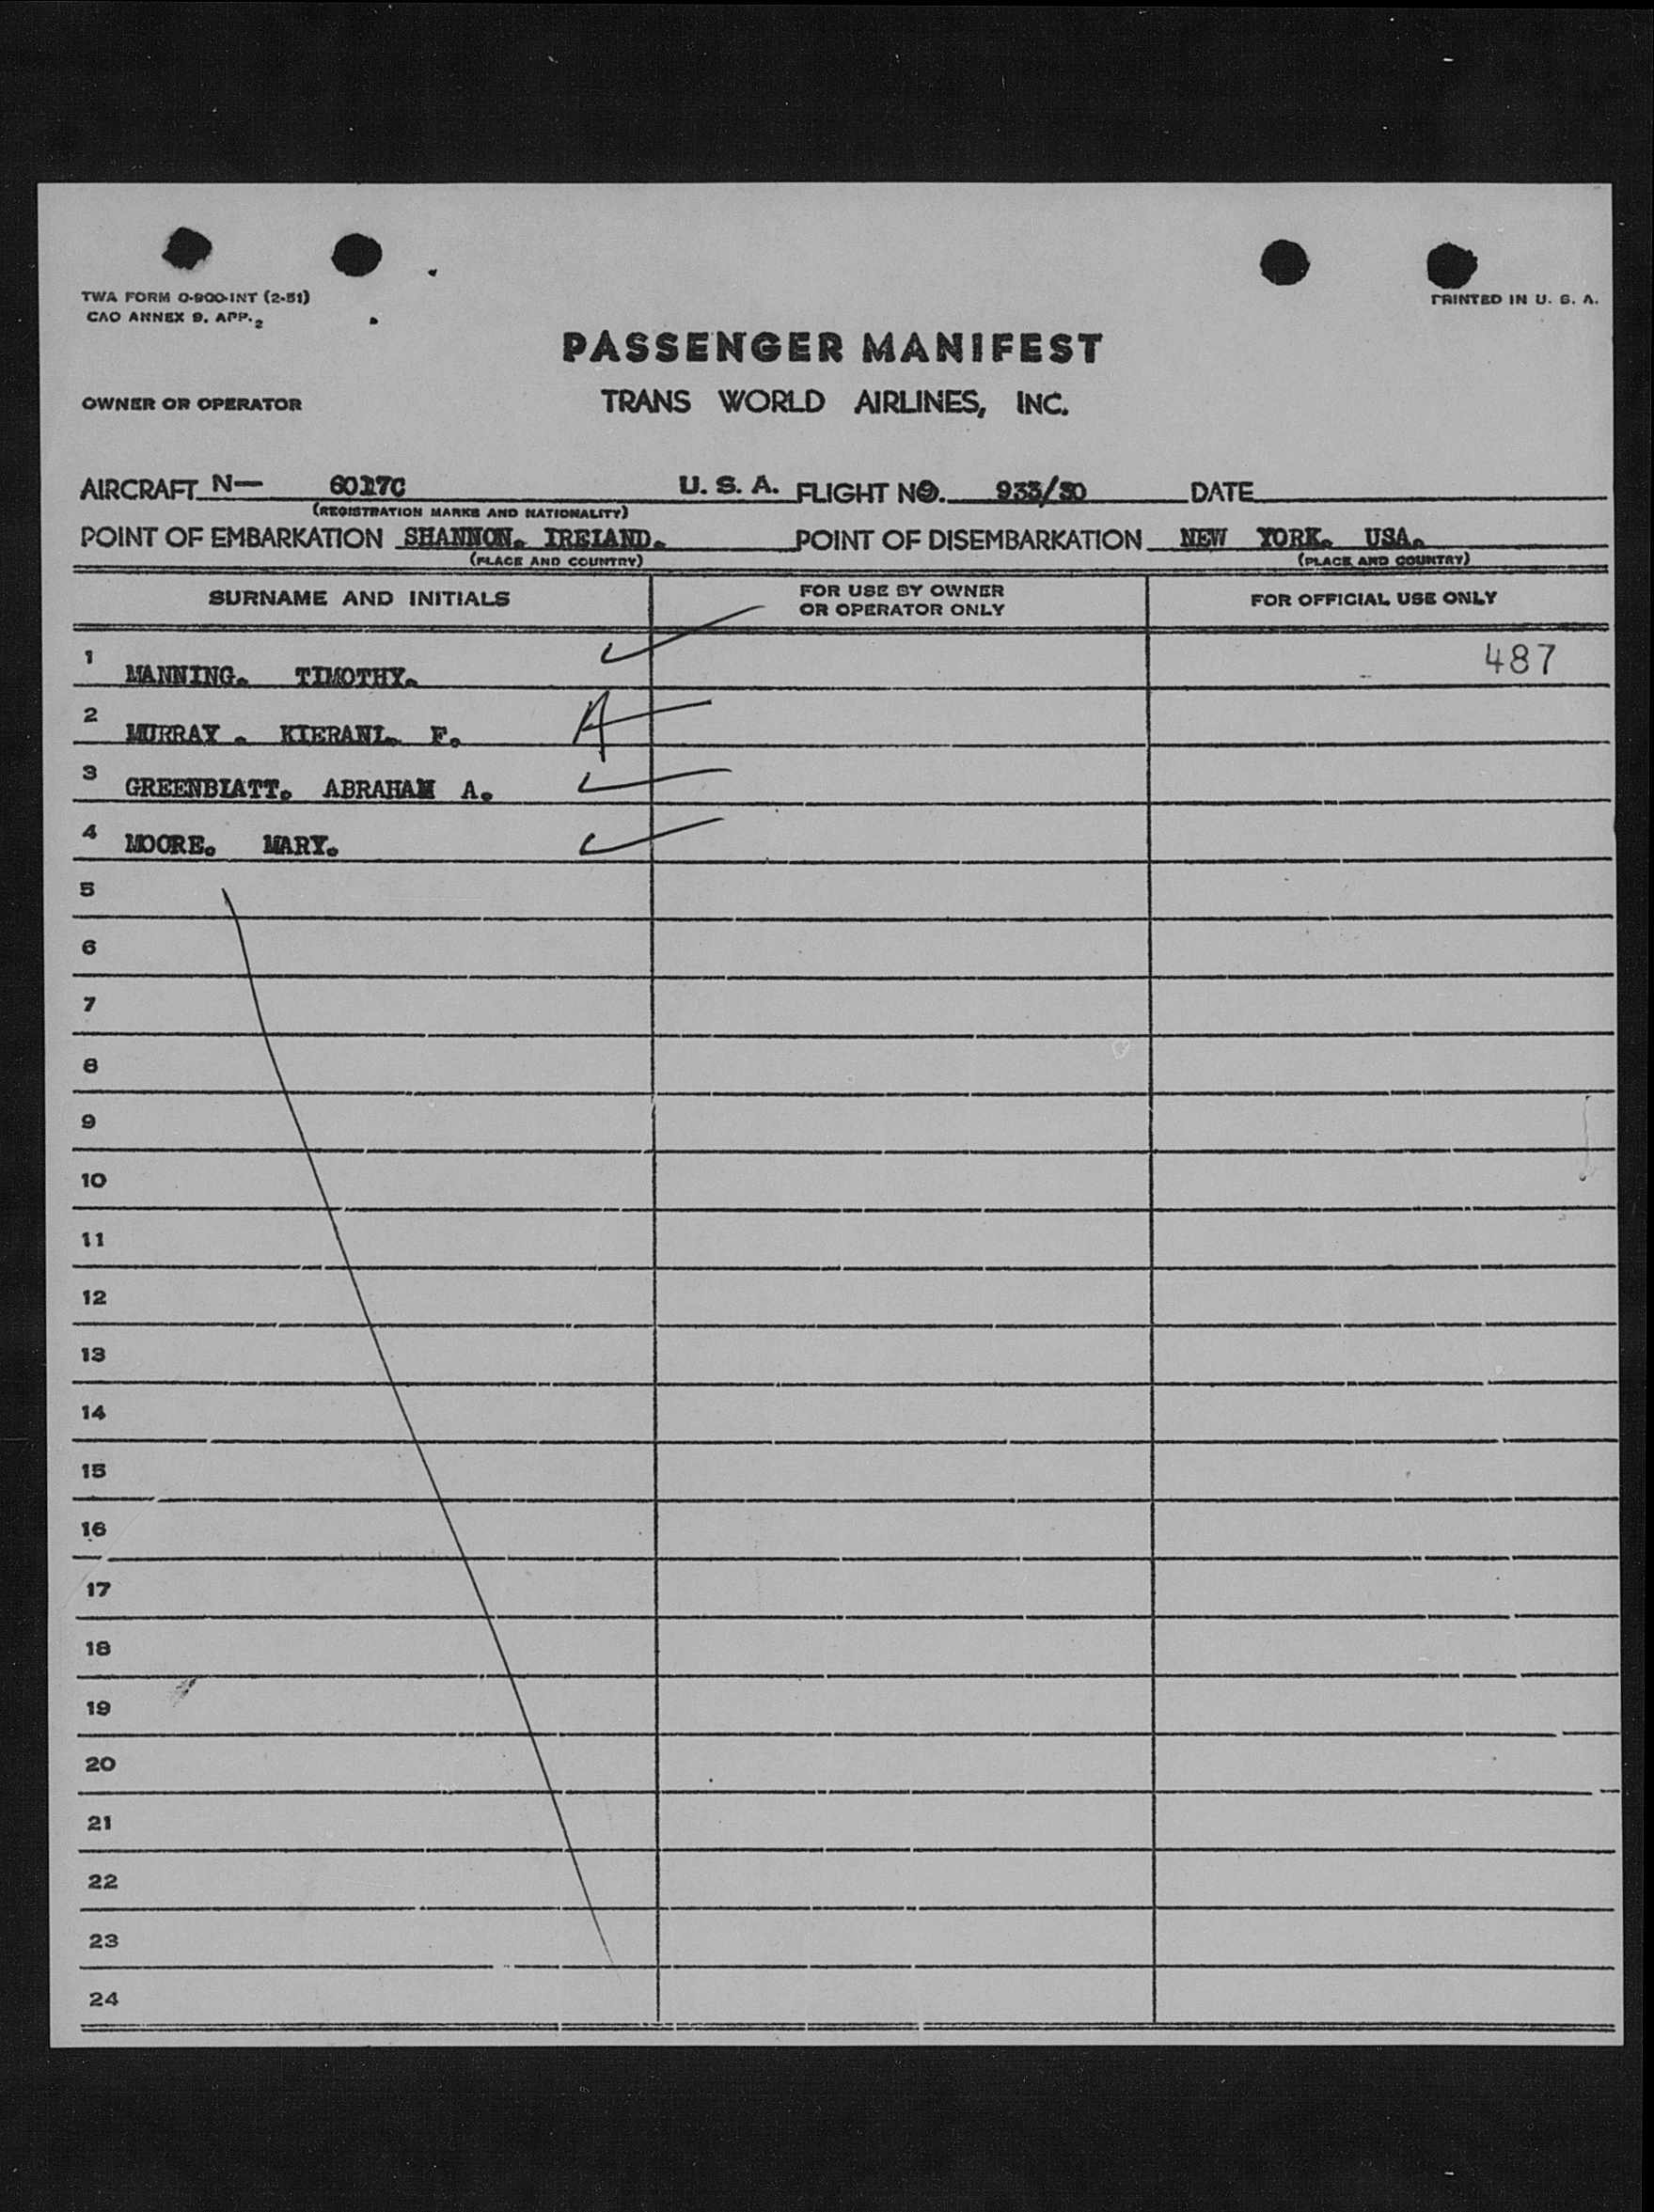 TWA FORM O-900-INT (2-51)
CAO ANNEX 9, APP. 2
PRINTED IN U. S. A.
PASSENGER MANIFEST
OWNER OR OPERATOR TRANS WORLD AIRLINES, INC.
AIRCRAFT N— 6017C U. S. A. FLIGHT NO. 933/30 DATE
(REGISTRATION MARKS AND NATIONALITY)
POINT OF EMBARKATION SHANNON. IRELAND. POINT OF DISEMBARKATION NEW YORK. USA.
(PLACE AND COUNTRY) (PLACE AND COUNTRY)
SURNAME AND INITIALS FOR USE BY OWNER OR OPERATOR ONLY FOR OFFICIAL USE ONLY
1 MANNING. TIMOTHY. 487
2 MURRAY . KIERANL. F. A
3 GREENBLATT. ABRAHAM A.
4 MOORE. MARY.
5
6
7
8
9
10
11
12
13
14
15
16
17
18
19
20
21
22
23
24